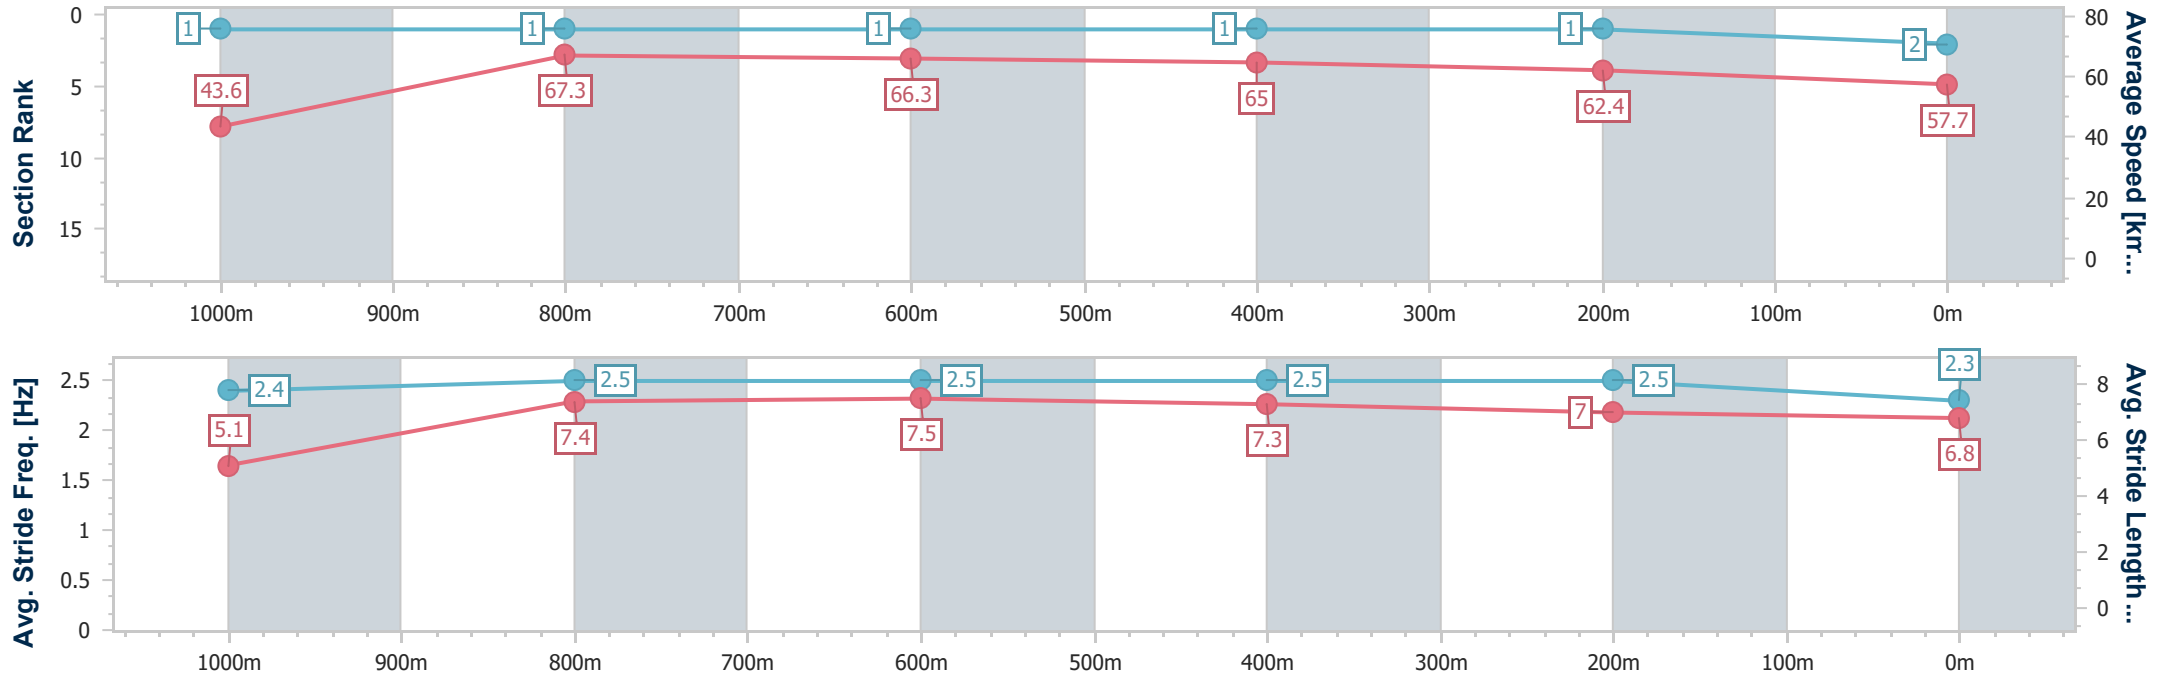 Section Rank
0
5
10
15
1
1
1
1
1
2
43.6
67.3
66.3
65
62.4
57.7
80
60
40
20
0
Average Speed [km...
1000m
900m
800m
700m
600m
500m
400m
300m
200m
100m
0m
Avg. Stride Freq. [Hz]
2.5
2
1.5
1
0.5
0
2.4
2.5
2.5
2.5
2.5
2.3
5.1
7.4
7.5
7.3
7
6.8
8
6
4
2
0
Avg. Stride Length...
1000m
900m
800m
700m
600m
500m
400m
300m
200m
100m
0m